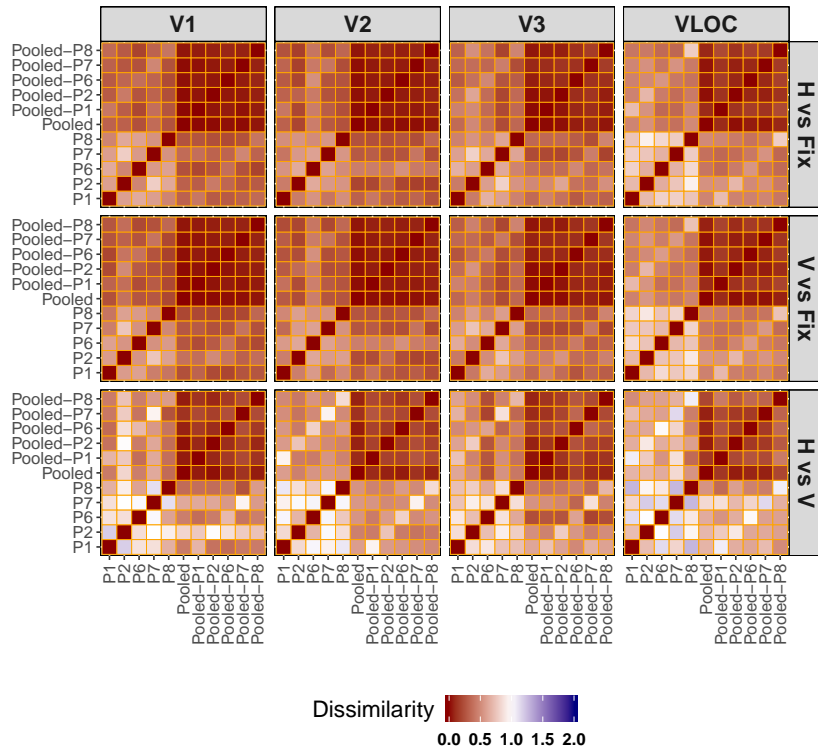 V1 V2 V3 VLOC
Pooled−P8
Pooled−P7
Pooled−P6
Pooled−P2
Pooled−P1
Pooled
P8
P7
P6
P2
P1
H vs Fix
Pooled−P8
Pooled−P7
Pooled−P6
Pooled−P2
Pooled−P1
Pooled
P8
P7
P6
P2
P1
V vs Fix
Pooled−P8
Pooled−P7
Pooled−P6
Pooled−P2
Pooled−P1
Pooled
P8
P7
P6
P2
P1
H vs V
P1 P2 P6 P7 P8 Pooled Pooled−P1 Pooled−P2 Pooled−P6 Pooled−P7 Pooled−P8
P1 P2 P6 P7 P8 Pooled Pooled−P1 Pooled−P2 Pooled−P6 Pooled−P7 Pooled−P8
P1 P2 P6 P7 P8 Pooled Pooled−P1 Pooled−P2 Pooled−P6 Pooled−P7 Pooled−P8
P1 P2 P6 P7 P8 Pooled Pooled−P1 Pooled−P2 Pooled−P6 Pooled−P7 Pooled−P8
Dissimilarity
0.0 0.5 1.0 1.5 2.0